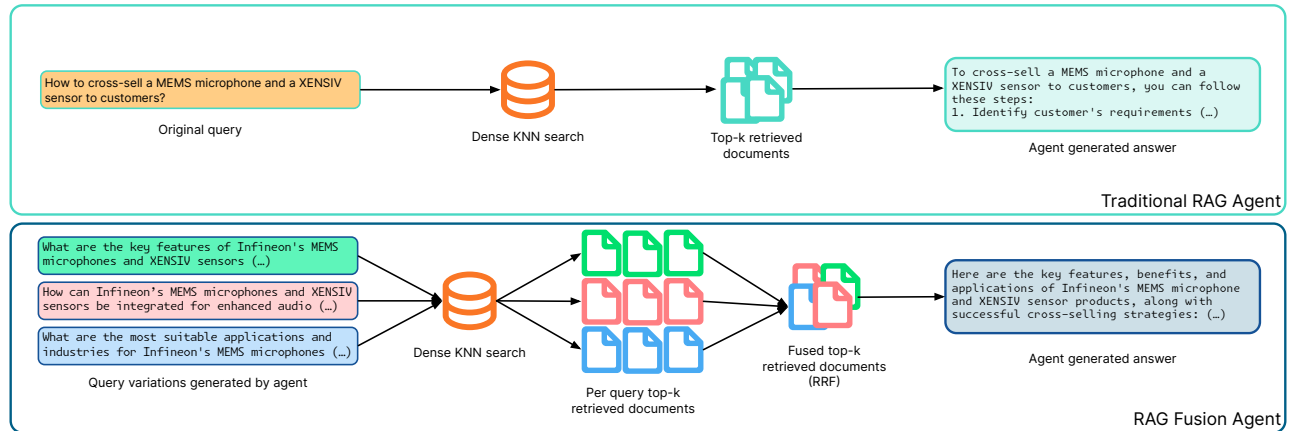 How to cross-sell a MEMS microphone and a XENSIV
sensor to customers?
Original query
Dense KNN search
Top-k retrieved
documents
To cross-sell a MEMS microphone and a
XENSIV sensor to customers, you can follow
these steps:
1. Identify customer's requirements (…)
Agent generated answer
Traditional RAG Agent
What are the key features of Infineon's MEMS
microphones and XENSIV sensors (…)
How can Infineon’s MEMS microphones and XENSIV
sensors be integrated for enhanced audio (…)
What are the most suitable applications and
industries for Infineon's MEMS microphones (…)
Query variations generated by agent
Dense KNN search
Per query top-k
retrieved documents
Fused top-k
retrieved documents
(RRF)
Here are the key features, benefits, and
applications of Infineon's MEMS microphone
and XENSIV sensor products, along with
successful cross-selling strategies: (…)
Agent generated answer
RAG Fusion Agent